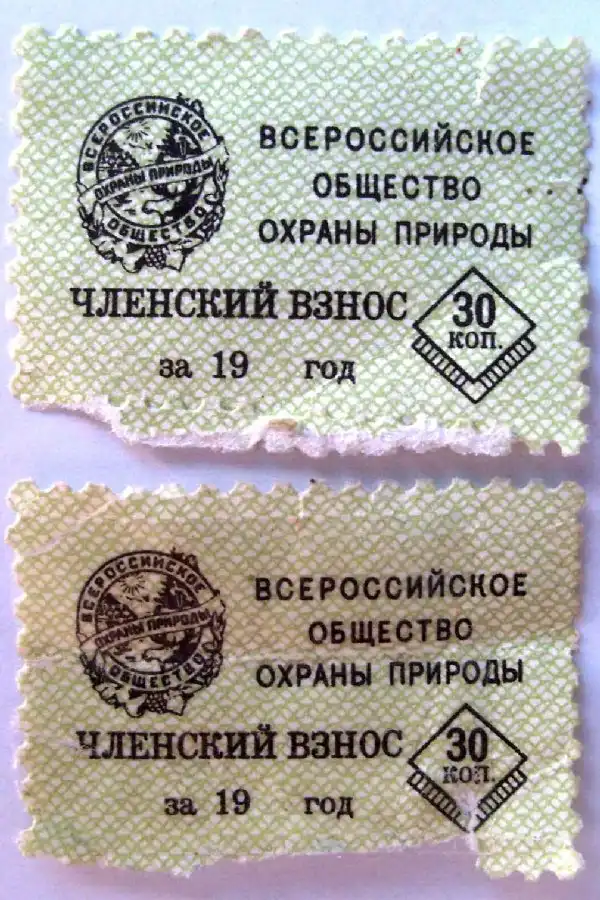 ВСЕРОССИЙСКОЕ
ОХРАНЫ ПРИРОДЫ
ОБЩЕСТВО
ВСЕРОССИЙСКОЕ
ОБЩЕСТВО
ОХРАНЫ ПРИРОДЫ
ЧЛЕНСКИЙ ВЗНОС
30
КОП.
за 19 год
ВСЕРОССИЙСКОЕ
ОХРАНЫ ПРИРОДЫ
ОБЩЕСТВО
ВСЕРОССИЙСКОЕ
ОБЩЕСТВО
ОХРАНЫ ПРИРОДЫ
ЧЛЕНСКИЙ ВЗНОС
30
КОП.
за 19 год